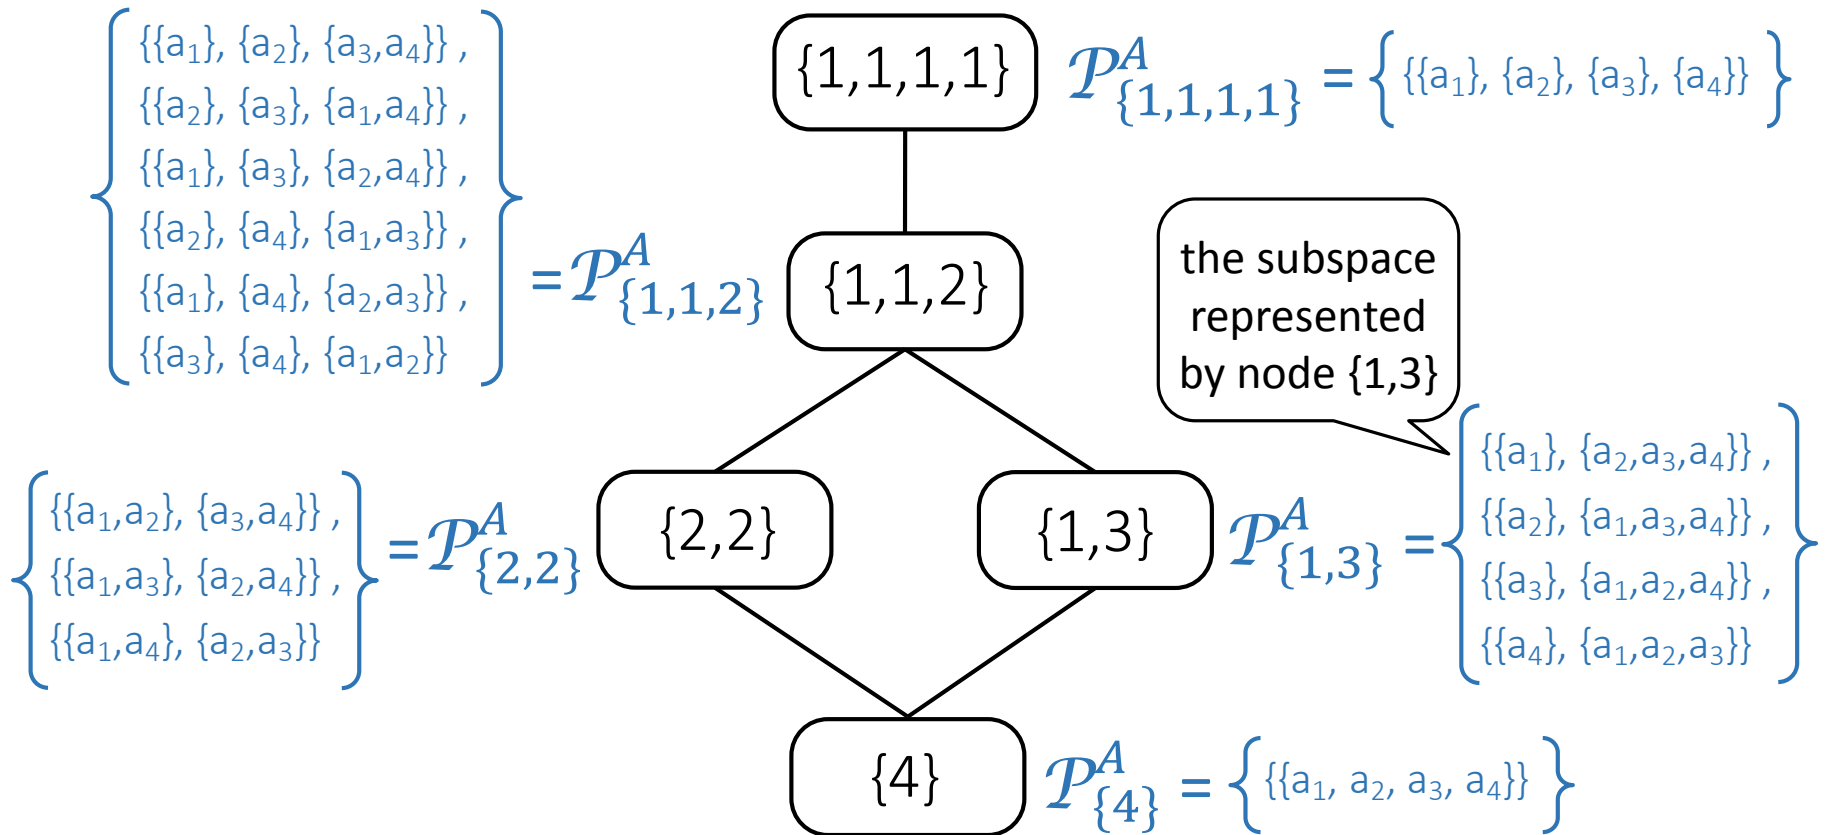 {{a₁}, {a₂}, {a₃,a₄}} ,
{{a₂}, {a₃}, {a₁,a₄}} ,
{{a₁}, {a₃}, {a₂,a₄}} ,
{{a₂}, {a₄}, {a₁,a₃}} ,
{{a₁}, {a₄}, {a₂,a₃}} ,
{{a₃}, {a₄}, {a₁,a₂}}
= 𝒫^A_{1,1,2}
{1,1,1,1}
𝒫^A_{1,1,1,1} = { {{a₁}, {a₂}, {a₃}, {a₄}} }
{1,1,2}
the subspace
represented
by node {1,3}
{{a₁,a₂}, {a₃,a₄}} ,
{{a₁,a₃}, {a₂,a₄}} ,
{{a₁,a₄}, {a₂,a₃}}
= 𝒫^A_{2,2}
{2,2}
{1,3}
𝒫^A_{1,3} =
{{a₁}, {a₂,a₃,a₄}} ,
{{a₂}, {a₁,a₃,a₄}} ,
{{a₃}, {a₁,a₂,a₄}} ,
{{a₄}, {a₁,a₂,a₃}}
{4}
𝒫^A_{4} = { {{a₁, a₂, a₃, a₄}} }